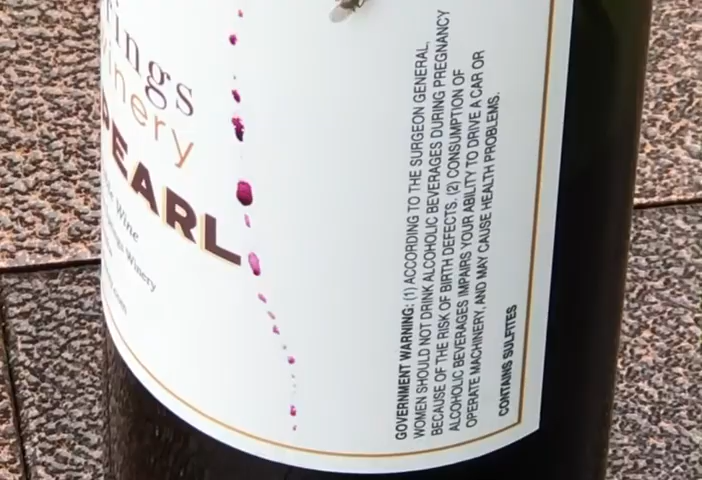 ings
inery
PEARL
Wine
Winery
GOVERNMENT WARNING: (1) ACCORDING TO THE SURGEON GENERAL,
WOMEN SHOULD NOT DRINK ALCOHOLIC BEVERAGES DURING PREGNANCY
BECAUSE OF THE RISK OF BIRTH DEFECTS. (2) CONSUMPTION OF
ALCOHOLIC BEVERAGES IMPAIRS YOUR ABILITY TO DRIVE A CAR OR
OPERATE MACHINERY, AND MAY CAUSE HEALTH PROBLEMS.
CONTAINS SULFITES